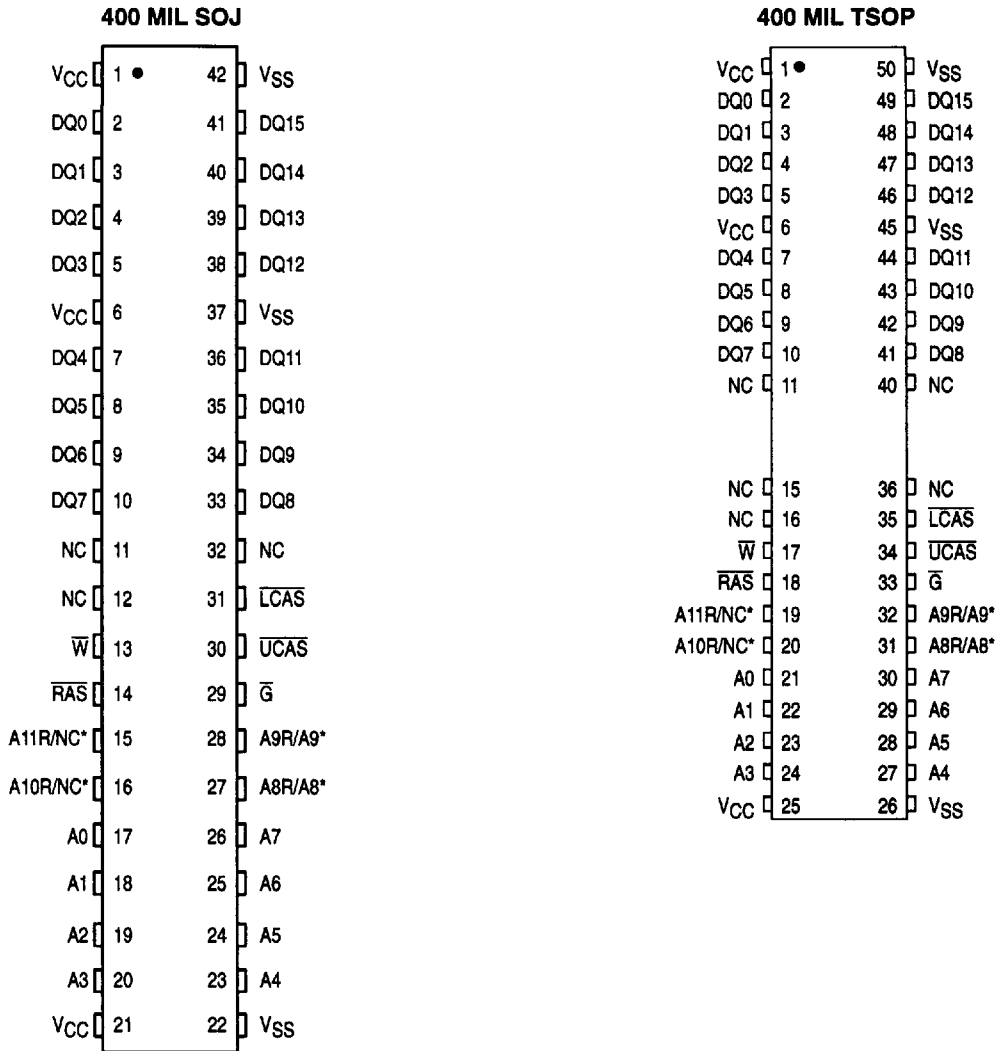 400 MIL SOJ
VCC 1 42 VSS
DQ0 2 41 DQ15
DQ1 3 40 DQ14
DQ2 4 39 DQ13
DQ3 5 38 DQ12
VCC 6 37 VSS
DQ4 7 36 DQ11
DQ5 8 35 DQ10
DQ6 9 34 DQ9
DQ7 10 33 DQ8
NC 11 32 NC
NC 12 31 L̅C̅A̅S̅
W̅ 13 30 U̅C̅A̅S̅
R̅A̅S̅ 14 29 G̅
A11R/NC* 15 28 A9R/A9*
A10R/NC* 16 27 A8R/A8*
A0 17 26 A7
A1 18 25 A6
A2 19 24 A5
A3 20 23 A4
VCC 21 22 VSS
400 MIL TSOP
VCC 1 50 VSS
DQ0 2 49 DQ15
DQ1 3 48 DQ14
DQ2 4 47 DQ13
DQ3 5 46 DQ12
VCC 6 45 VSS
DQ4 7 44 DQ11
DQ5 8 43 DQ10
DQ6 9 42 DQ9
DQ7 10 41 DQ8
NC 11 40 NC
NC 15 36 NC
NC 16 35 L̅C̅A̅S̅
W̅ 17 34 U̅C̅A̅S̅
R̅A̅S̅ 18 33 G̅
A11R/NC* 19 32 A9R/A9*
A10R/NC* 20 31 A8R/A8*
A0 21 30 A7
A1 22 29 A6
A2 23 28 A5
A3 24 27 A4
VCC 25 26 VSS